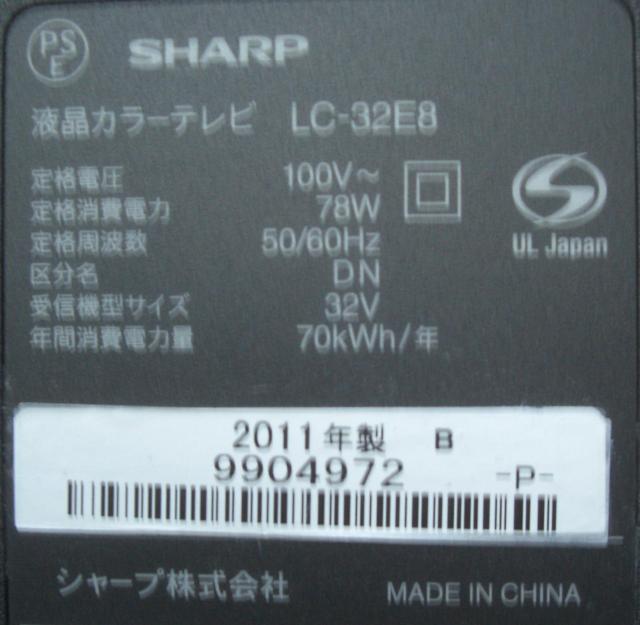 PS
E
SHARP
液晶カラーテレビ LC-32E8
定格電圧 100V～
定格消費電力 78W
定格周波数 50/60Hz
区分名 DN
受信機型サイズ 32V
年間消費電力量 70kWh/年
UL Japan
2011年製 B
9904972 -P-
シャープ株式会社 MADE IN CHINA